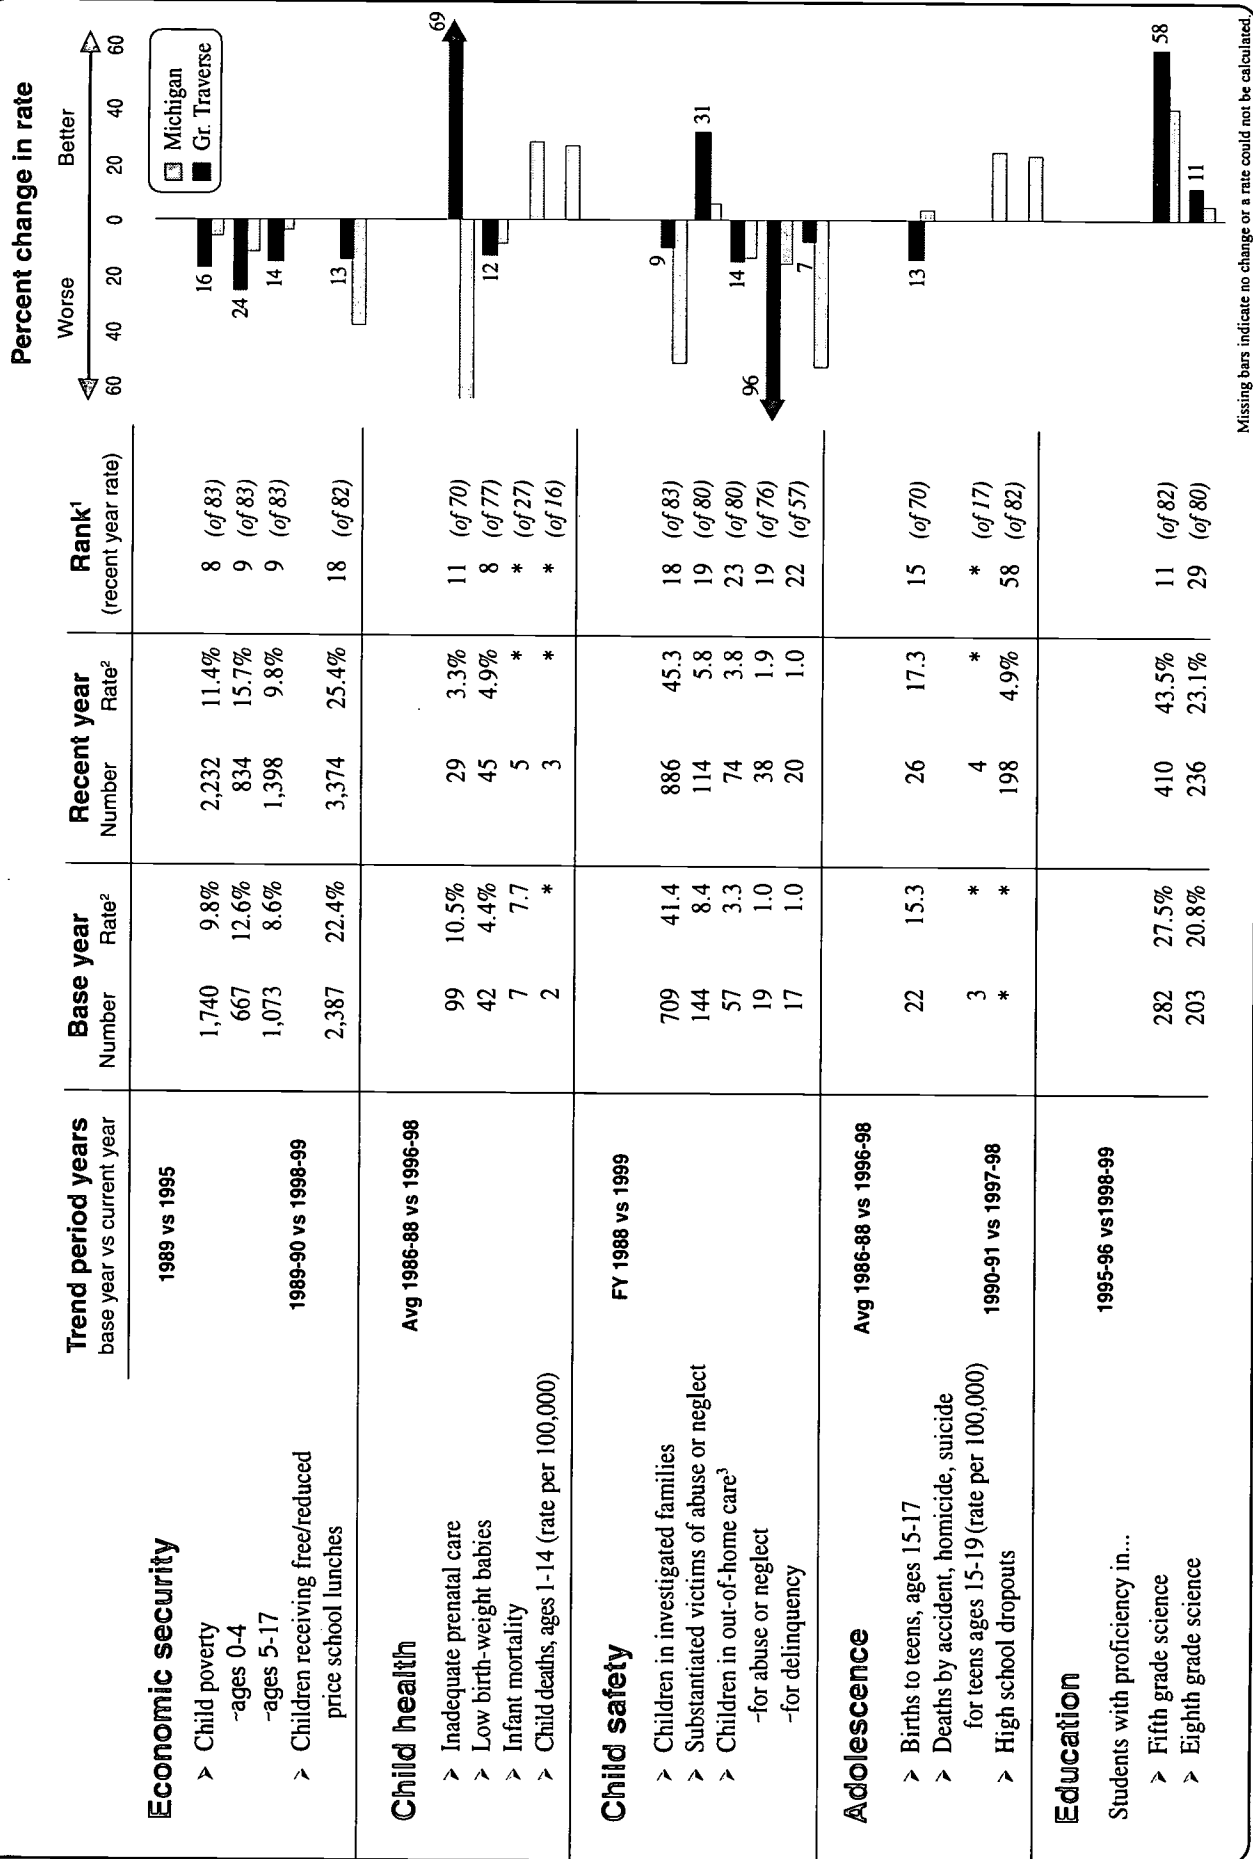 Trend period years Base year Recent year Rank¹ Percent change in rate
base year vs current year Number Rate² Number Rate² (recent year rate) Worse Better
60 40 20 0 20 40 60
Michigan
Gr. Traverse
Economic security
1989 vs 1995
➢ Child poverty 1,740 9.8% 2,232 11.4% 8 (of 83) 16
-ages 0-4 667 12.6% 834 15.7% 9 (of 83) 24
-ages 5-17 1,073 8.6% 1,398 9.8% 9 (of 83) 14
➢ Children receiving free/reduced 1989-90 vs 1998-99
price school lunches 2,387 22.4% 3,374 25.4% 18 (of 82) 13
Child health
Avg 1986-88 vs 1996-98
➢ Inadequate prenatal care 99 10.5% 29 3.3% 11 (of 70) 69
➢ Low birth-weight babies 42 4.4% 45 4.9% 8 (of 77) 12
➢ Infant mortality 7 7.7 5 * * (of 27)
➢ Child deaths, ages 1-14 (rate per 100,000) 2 * 3 * * (of 16)
Child safety
FY 1988 vs 1999
➢ Children in investigated families 709 41.4 886 45.3 18 (of 83) 9
➢ Substantiated victims of abuse or neglect 144 8.4 114 5.8 19 (of 80) 31
➢ Children in out-of-home care³ 57 3.3 74 3.8 23 (of 80) 14
-for abuse or neglect 19 1.0 38 1.9 19 (of 76) 96
-for delinquency 17 1.0 20 1.0 22 (of 57) 7
Adolescence
Avg 1986-88 vs 1996-98
➢ Births to teens, ages 15-17 22 15.3 26 17.3 15 (of 70) 13
➢ Deaths by accident, homicide, suicide
for teens ages 15-19 (rate per 100,000) 3 * 4 * * (of 17)
➢ High school dropouts 1990-91 vs 1997-98 * * 198 4.9% 58 (of 82)
Education
1995-96 vs1998-99
Students with proficiency in...
➢ Fifth grade science 282 27.5% 410 43.5% 11 (of 82) 58
➢ Eighth grade science 203 20.8% 236 23.1% 29 (of 80) 11
Missing bars indicate no change or a rate could not be calculated.